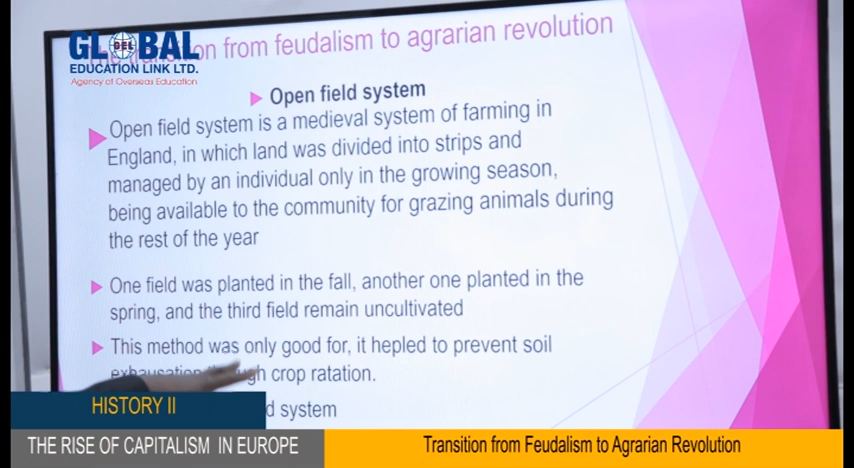 GLOBAL
GEL
EDUCATION LINK LTD.
Agency of Overseas Education
transition from feudalism to agrarian revolution
Open field system
Open field system is a medieval system of farming in
England, in which land was divided into strips and
managed by an individual only in the growing season,
being available to the community for grazing animals during
the rest of the year
One field was planted in the fall, another one planted in the
spring, and the third field remain uncultivated
This method was only good for, it hepled to prevent soil
crop ratation.
system
HISTORY II
THE RISE OF CAPITALISM IN EUROPE
Transition from Feudalism to Agrarian Revolution